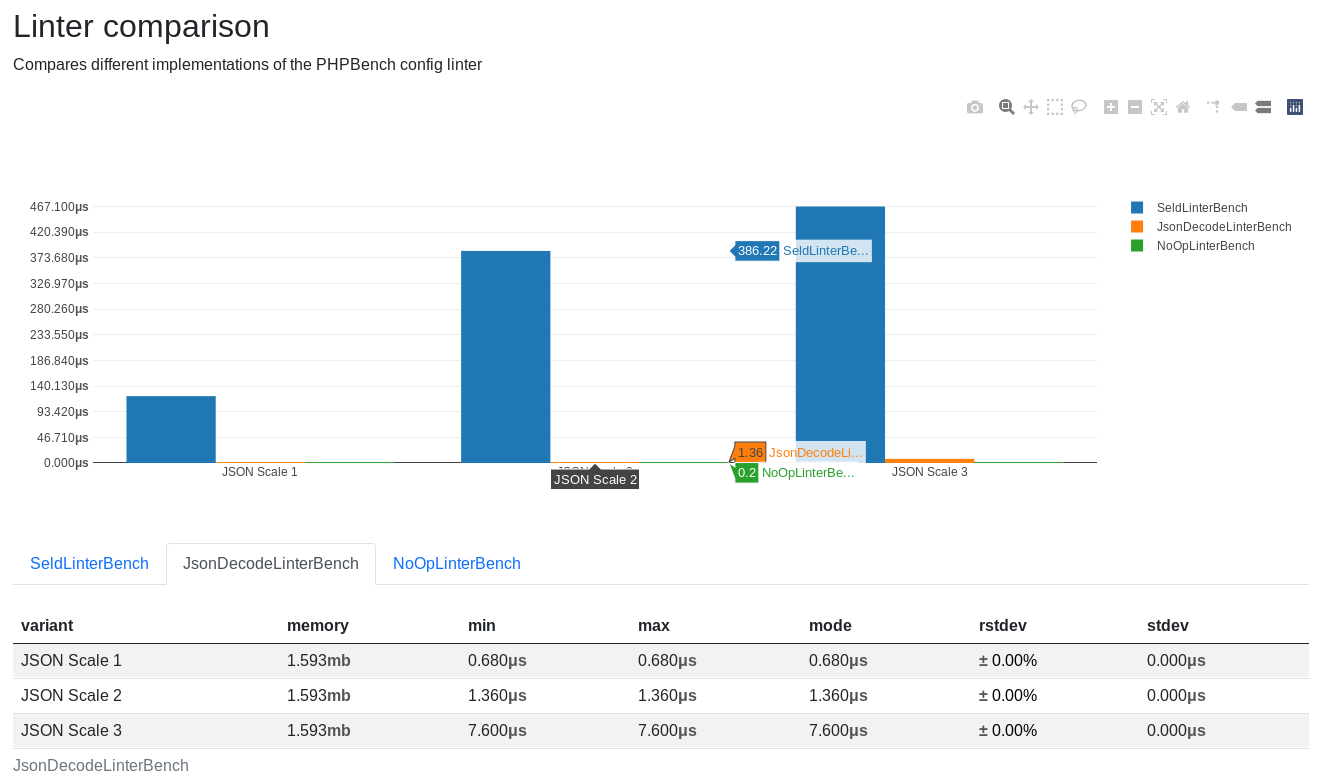 Linter comparison
Compares different implementations of the PHPBench config linter
467.100μs
420.390μs
373.680μs
326.970μs
280.260μs
233.550μs
186.840μs
140.130μs
93.420μs
46.710μs
0.000μs
SeldLinterBench
JsonDecodeLinterBench
NoOpLinterBench
386.22 SeldLinterBe...
1.36 JsonDecodeLi...
0.2 NoOpLinterBe...
JSON Scale 1
JSON Scale 2
JSON Scale 3
SeldLinterBench JsonDecodeLinterBench NoOpLinterBench
variant memory min max mode rstdev stdev
JSON Scale 1 1.593mb 0.680μs 0.680μs 0.680μs ± 0.00% 0.000μs
JSON Scale 2 1.593mb 1.360μs 1.360μs 1.360μs ± 0.00% 0.000μs
JSON Scale 3 1.593mb 7.600μs 7.600μs 7.600μs ± 0.00% 0.000μs
JsonDecodeLinterBench